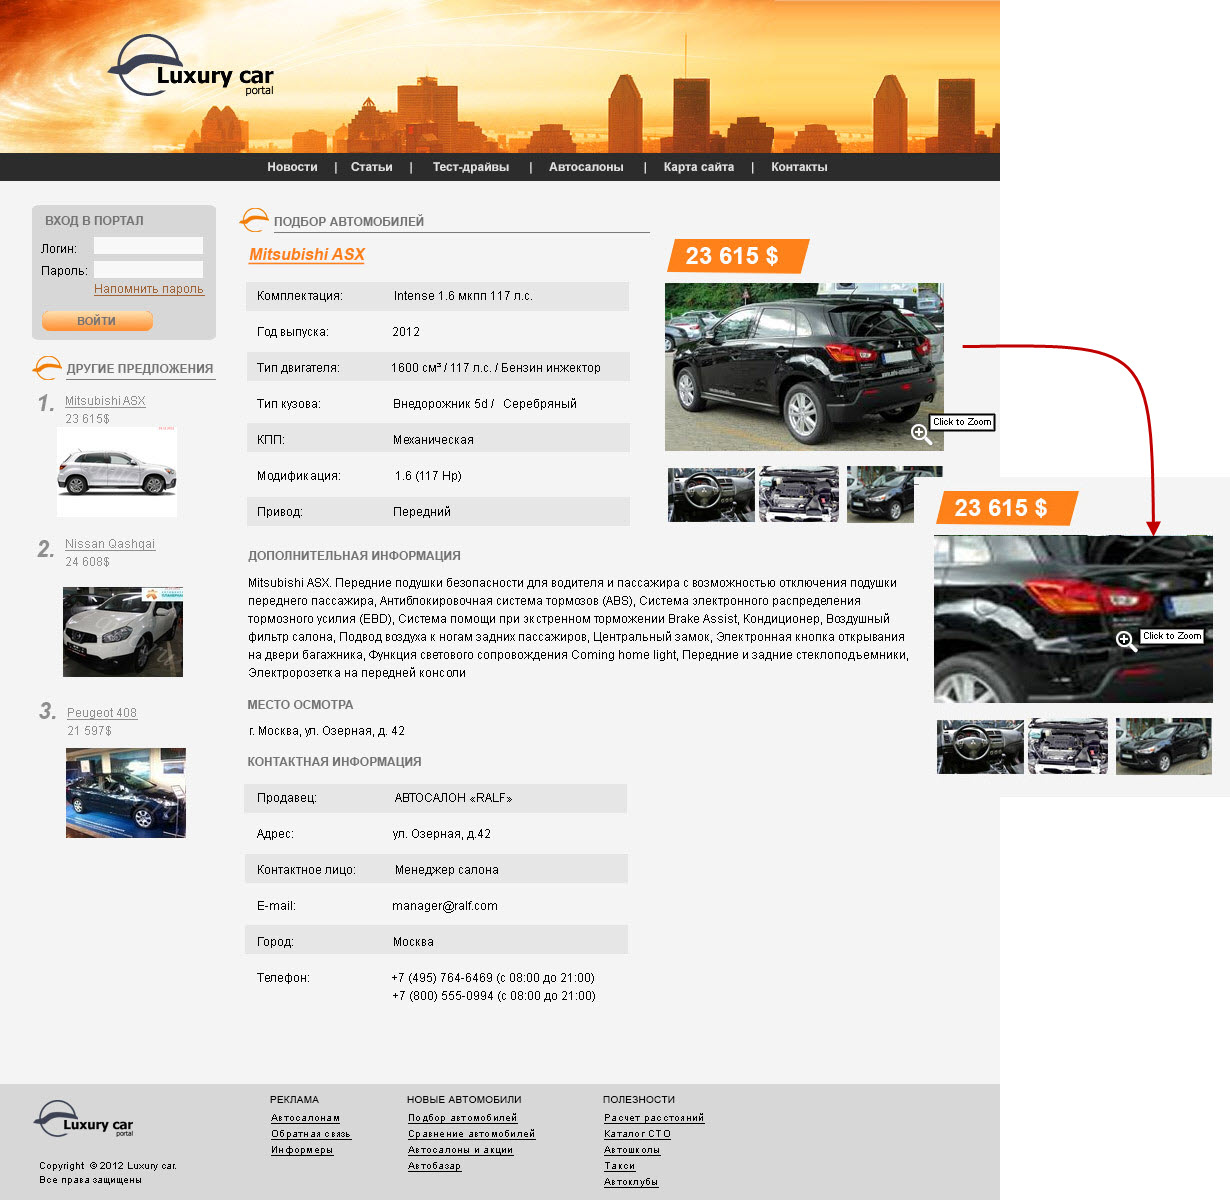 Luxury car
portal
Новости | Статьи | Тест-драйвы | Автосалоны | Карта сайта | Контакты
ВХОД В ПОРТАЛ
Логин:
Пароль:
Напомнить пароль
ВОЙТИ
ДРУГИЕ ПРЕДЛОЖЕНИЯ
1. Mitsubishi ASX
23 615$
2. Nissan Qashqai
24 608$
3. Peugeot 408
21 597$
ПОДБОР АВТОМОБИЛЕЙ
Mitsubishi ASX
Комплектация: Intense 1.6 мкпп 117 л.с.
Год выпуска: 2012
Тип двигателя: 1600 см³ / 117 л.с. / Бензин инжектор
Тип кузова: Внедорожник 5d / Серебряный
КПП: Механическая
Модификация: 1.6 (117 Hp)
Привод: Передний
23 615 $
Click to Zoom
23 615 $
Click to Zoom
ДОПОЛНИТЕЛЬНАЯ ИНФОРМАЦИЯ
Mitsubishi ASX. Передние подушки безопасности для водителя и пассажира с возможностью отключения подушки
переднего пассажира, Антиблокировочная система тормозов (ABS), Система электронного распределения
тормозного усилия (EBD), Система помощи при экстренном торможении Brake Assist, Кондиционер, Воздушный
фильтр салона, Подвод воздуха к ногам задних пассажиров, Центральный замок, Электронная кнопка открывания
на двери багажника, Функция светового сопровождения Coming home light, Передние и задние стеклоподъемники,
Электророзетка на передней консоли
МЕСТО ОСМОТРА
г. Москва, ул. Озерная, д. 42
КОНТАКТНАЯ ИНФОРМАЦИЯ
Продавец: АВТОСАЛОН «RALF»
Адрес: ул. Озерная, д.42
Контактное лицо: Менеджер салона
E-mail: manager@ralf.com
Город: Москва
Телефон: +7 (495) 764-6469 (с 08:00 до 21:00)
+7 (800) 555-0994 (с 08:00 до 21:00)
Luxury car
portal
Copyright © 2012 Luxury car.
Все права защищены
РЕКЛАМА
Автосалонам
Обратная связь
Информеры
НОВЫЕ АВТОМОБИЛИ
Подбор автомобилей
Сравнение автомобилей
Автосалоны и акции
Автобазар
ПОЛЕЗНОСТИ
Расчет расстояний
Каталог СТО
Автошколы
Такси
Автоклубы